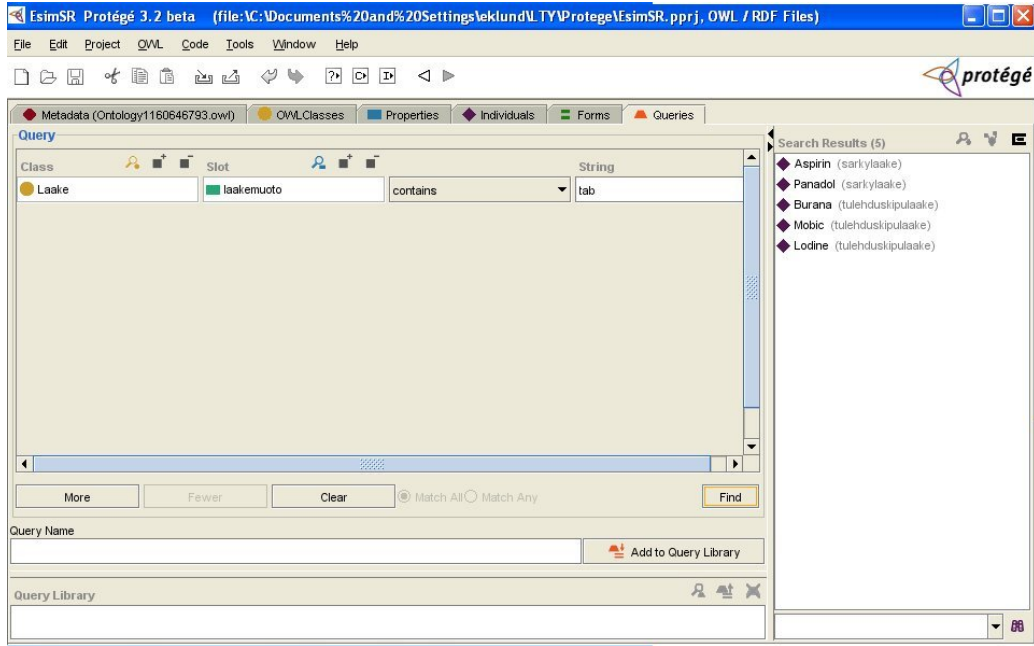 EsimSR Protégé 3.2 beta (file:\C:\Documents%20and%20Settings\eklund\LTY\Protege\EsimSR.pprj, OWL / RDF Files)
File Edit Project OWL Code Tools Window Help
protégé
Metadata (Ontology1160646793.owl) OWLClasses Properties Individuals Forms Queries
Query
Class Slot String
Laake laakemuoto contains tab
More Fewer Clear Match All Match Any Find
Query Name
Add to Query Library
Query Library
Search Results (5)
Aspirin (sarkylaake)
Panadol (sarkylaake)
Burana (tulehduskipulaake)
Mobic (tulehduskipulaake)
Lodine (tulehduskipulaake)